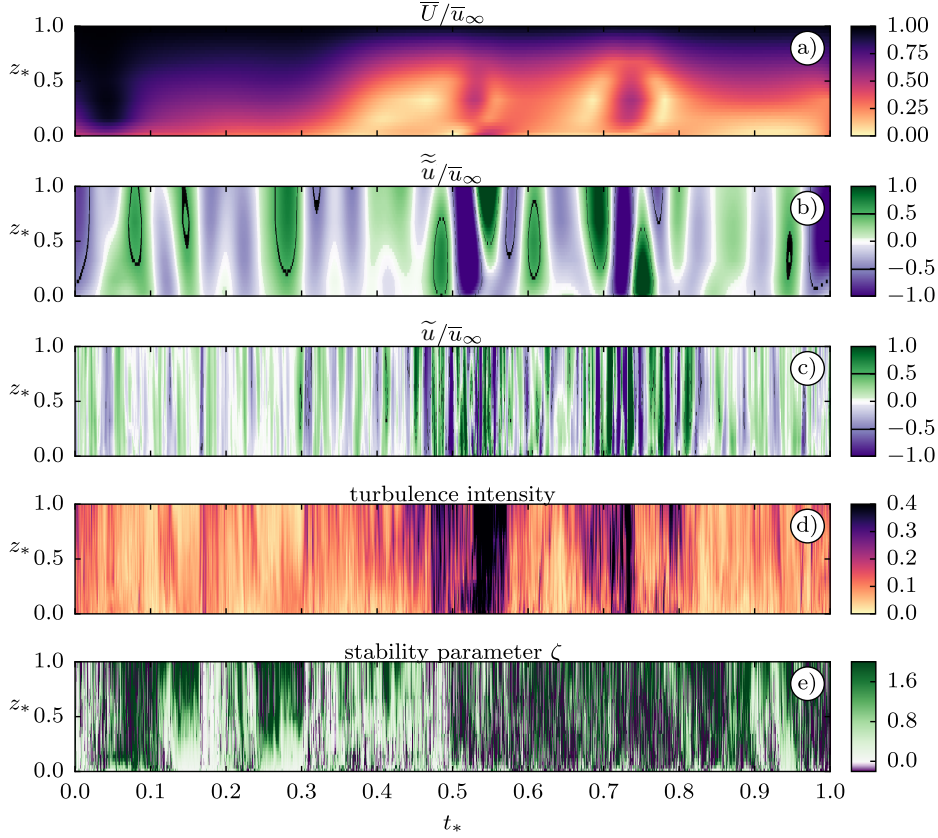 U̅/u̅∞
1.0
0.5
0.0
z*
a)
1.00
0.75
0.50
0.25
0.00
ũ̃/u̅∞
1.0
0.5
0.0
z*
b)
1.0
0.5
0.0
−0.5
−1.0
ũ/u̅∞
1.0
0.5
0.0
z*
c)
1.0
0.5
0.0
−0.5
−1.0
turbulence intensity
1.0
0.5
0.0
z*
d)
0.4
0.3
0.2
0.1
0.0
stability parameter ζ
1.0
0.5
0.0
z*
e)
1.6
0.8
0.0
0.0 0.1 0.2 0.3 0.4 0.5 0.6 0.7 0.8 0.9 1.0
t*